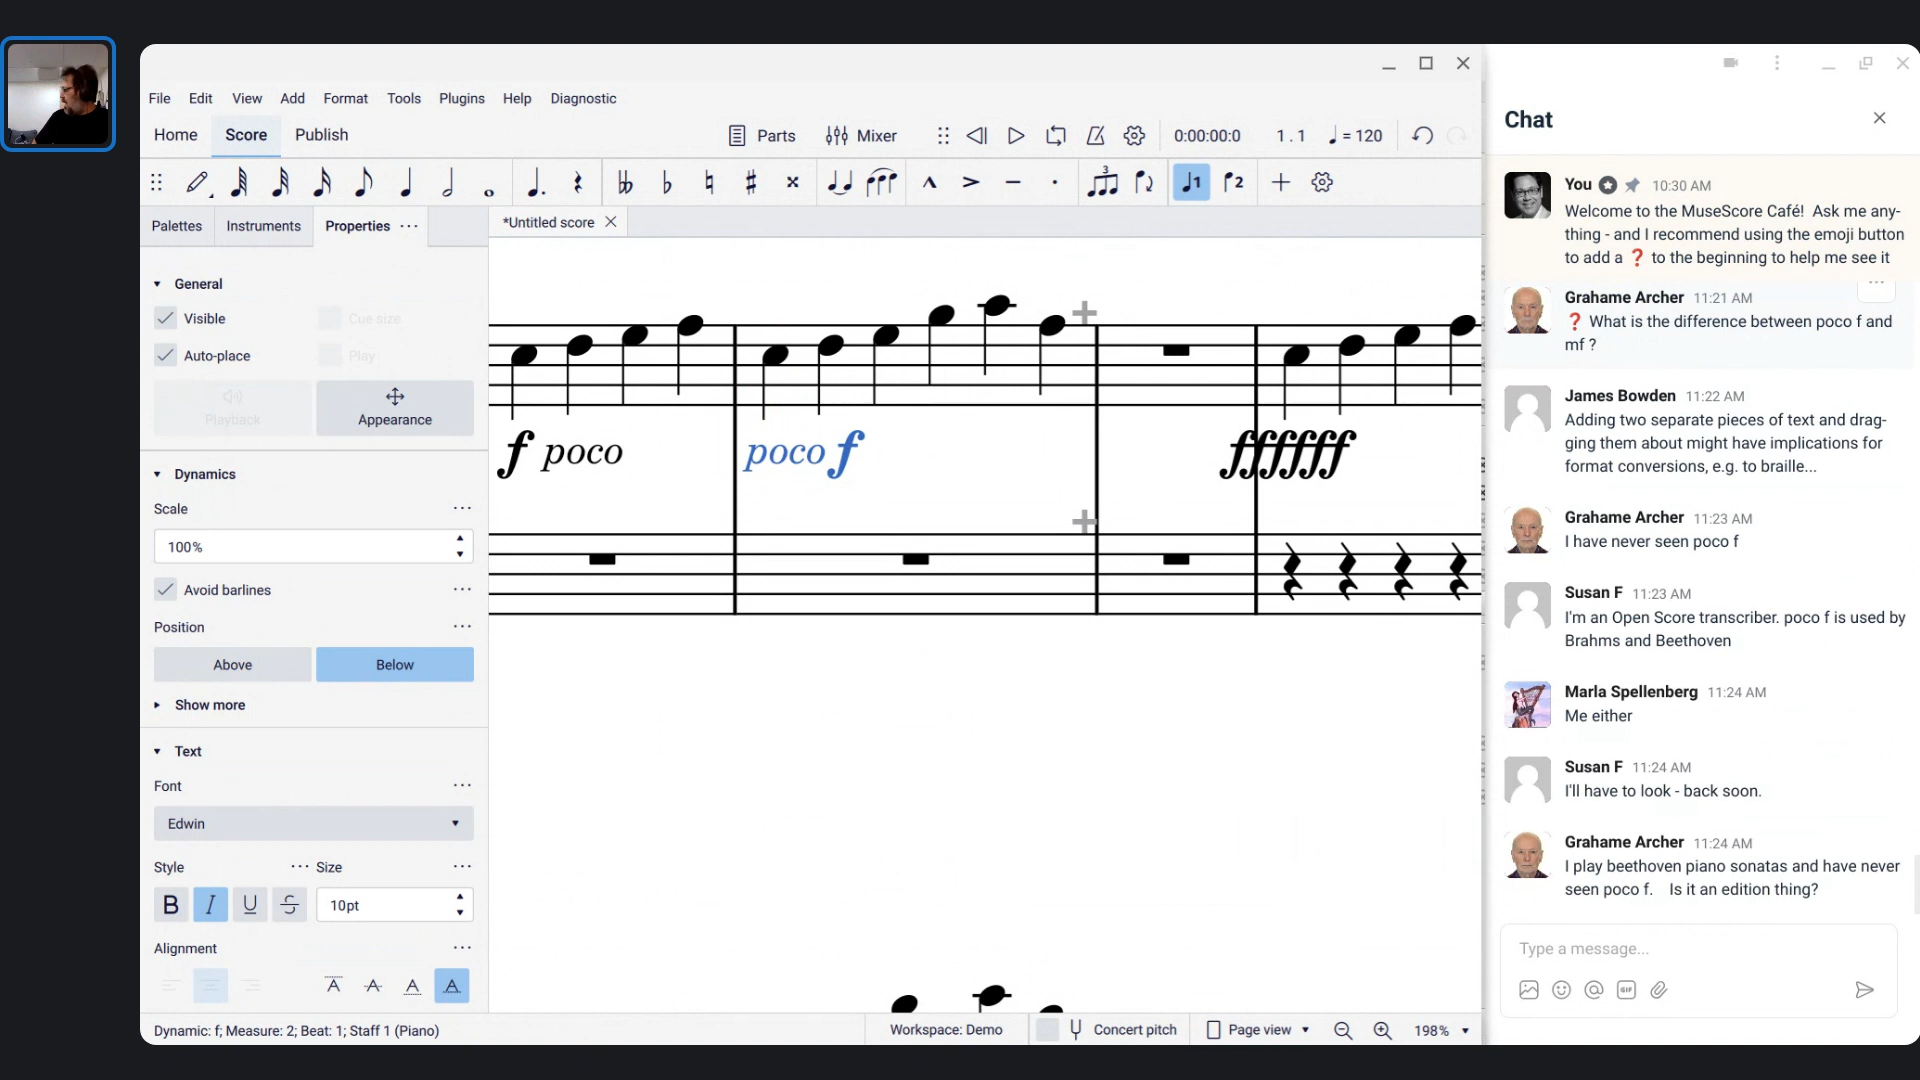 File Edit View Add Format Tools Plugins Help Diagnostic
Home Score Publish
Parts Mixer
0:00:00:0 1 . 1 = 120
3
1 2
Palettes Instruments Properties ···
*Untitled score
General
Visible Cue size
Auto-place Play
Playback Appearance
Dynamics
Scale
100%
Avoid barlines
Position
Above Below
Show more
Text
Font
Edwin
Style Size
B I U S 10pt
Alignment
f poco poco f ffffff
Dynamic: f; Measure: 2; Beat: 1; Staff 1 (Piano)
Workspace: Demo Concert pitch Page view 198%
Chat
You 10:30 AM
Welcome to the MuseScore Café! Ask me any-
thing - and I recommend using the emoji button
to add a ❓ to the beginning to help me see it
Grahame Archer 11:21 AM
❓ What is the difference between poco f and
mf ?
James Bowden 11:22 AM
Adding two separate pieces of text and drag-
ging them about might have implications for
format conversions, e.g. to braille...
Grahame Archer 11:23 AM
I have never seen poco f
Susan F 11:23 AM
I'm an Open Score transcriber. poco f is used by
Brahms and Beethoven
Marla Spellenberg 11:24 AM
Me either
Susan F 11:24 AM
I'll have to look - back soon.
Grahame Archer 11:24 AM
I play beethoven piano sonatas and have never
seen poco f. Is it an edition thing?
Type a message...
GIF